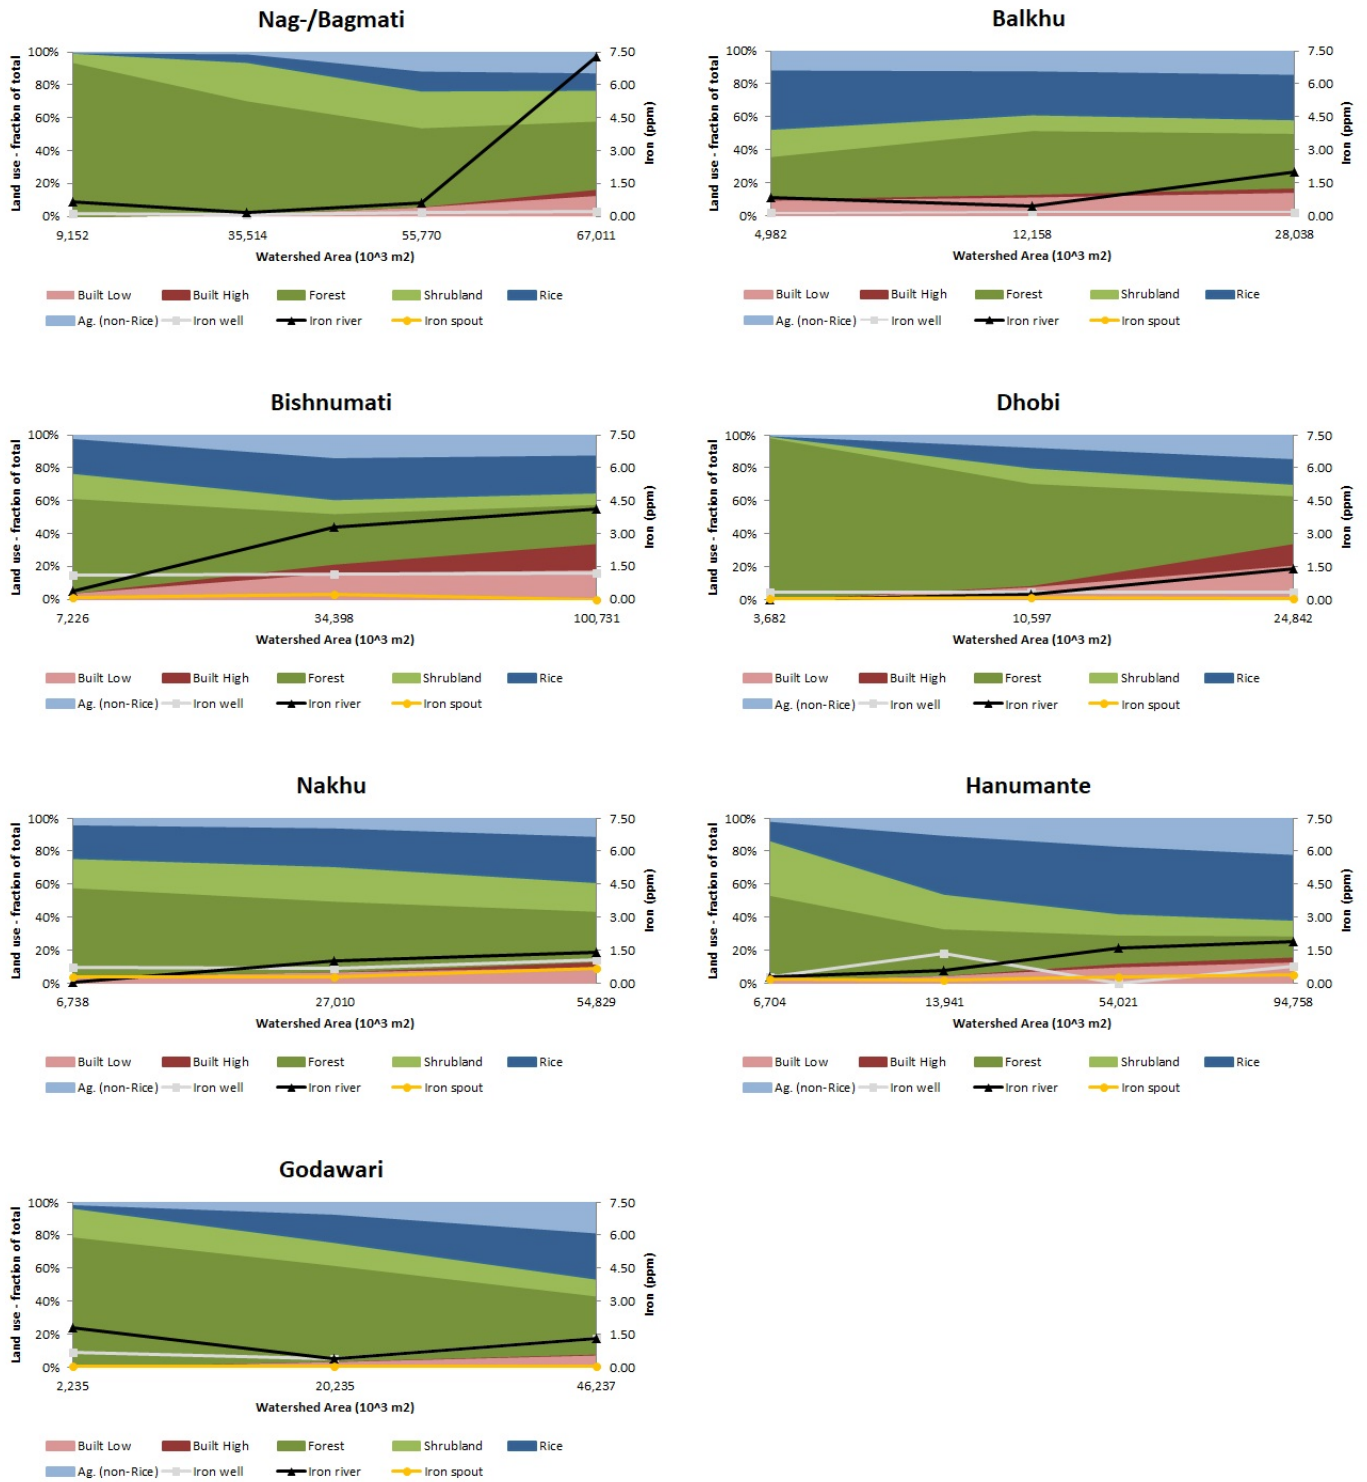 Nag-/Bagmati
100%
80%
60%
40%
20%
0%
Land use - fraction of total
7.50
6.00
4.50
3.00
1.50
0.00
Iron (ppm)
9,152 35,514 55,770 67,011
Watershed Area (10^3 m2)
Built Low Built High Forest Shrubland Rice
Ag. (non-Rice) Iron well Iron river Iron spout
Balkhu
100%
80%
60%
40%
20%
0%
Land use - fraction of total
7.50
6.00
4.50
3.00
1.50
0.00
Iron (ppm)
4,982 12,158 28,038
Watershed Area (10^3 m2)
Built Low Built High Forest Shrubland Rice
Ag. (non-Rice) Iron well Iron river Iron spout
Bishnumati
100%
80%
60%
40%
20%
0%
Land use - fraction of total
7.50
6.00
4.50
3.00
1.50
0.00
Iron (ppm)
7,226 34,398 100,731
Watershed Area (10^3 m2)
Built Low Built High Forest Shrubland Rice
Ag. (non-Rice) Iron well Iron river Iron spout
Dhobi
100%
80%
60%
40%
20%
0%
Land use - fraction of total
7.50
6.00
4.50
3.00
1.50
0.00
Iron (ppm)
3,682 10,597 24,842
Watershed Area (10^3 m2)
Built Low Built High Forest Shrubland Rice
Ag. (non-Rice) Iron well Iron river Iron spout
Nakhu
100%
80%
60%
40%
20%
0%
Land use - fraction of total
7.50
6.00
4.50
3.00
1.50
0.00
Iron (ppm)
6,738 27,010 54,829
Watershed Area (10^3 m2)
Built Low Built High Forest Shrubland Rice
Ag. (non-Rice) Iron well Iron river Iron spout
Hanumante
100%
80%
60%
40%
20%
0%
Land use - fraction of total
7.50
6.00
4.50
3.00
1.50
0.00
Iron (ppm)
6,704 13,941 54,021 94,758
Watershed Area (10^3 m2)
Built Low Built High Forest Shrubland Rice
Ag. (non-Rice) Iron well Iron river Iron spout
Godawari
100%
80%
60%
40%
20%
0%
Land use - fraction of total
7.50
6.00
4.50
3.00
1.50
0.00
Iron (ppm)
2,235 20,235 46,237
Watershed Area (10^3 m2)
Built Low Built High Forest Shrubland Rice
Ag. (non-Rice) Iron well Iron river Iron spout